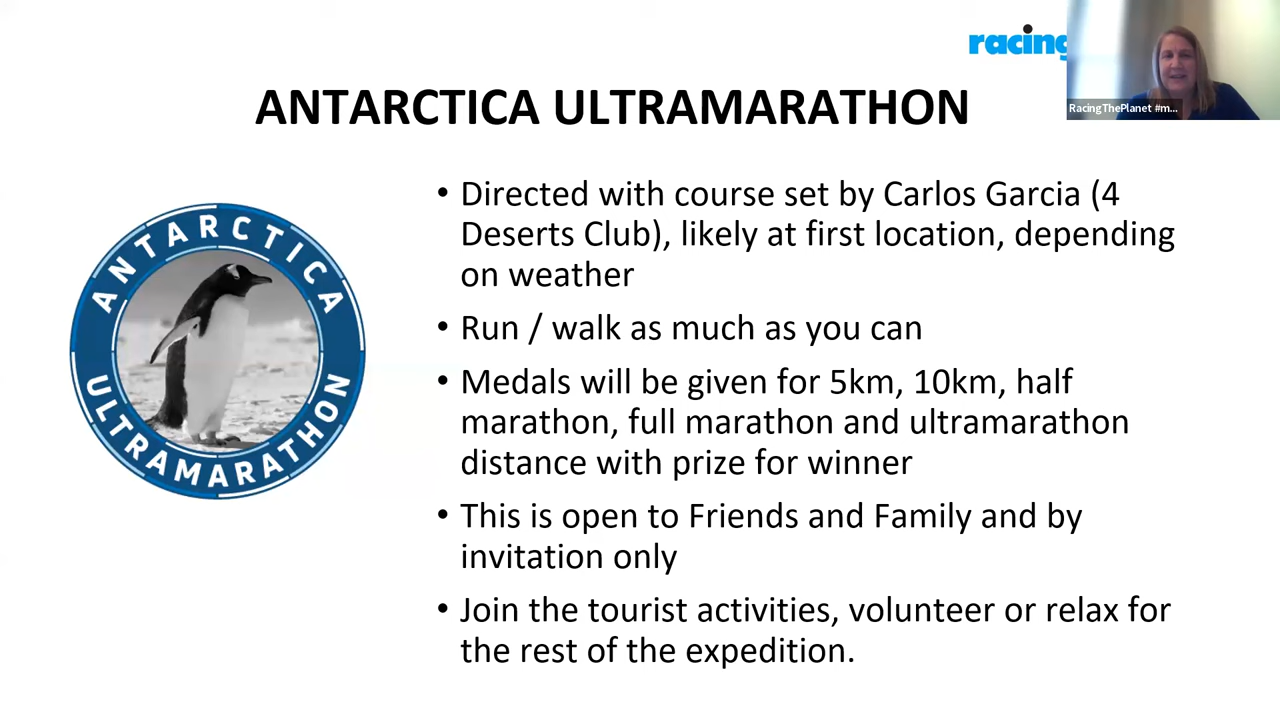 racing
RacingThePlanet #m...
ANTARCTICA ULTRAMARATHON
ANTARCTICA
ULTRAMARATHON
• Directed with course set by Carlos Garcia (4
Deserts Club), likely at first location, depending
on weather
• Run / walk as much as you can
• Medals will be given for 5km, 10km, half
marathon, full marathon and ultramarathon
distance with prize for winner
• This is open to Friends and Family and by
invitation only
• Join the tourist activities, volunteer or relax for
the rest of the expedition.